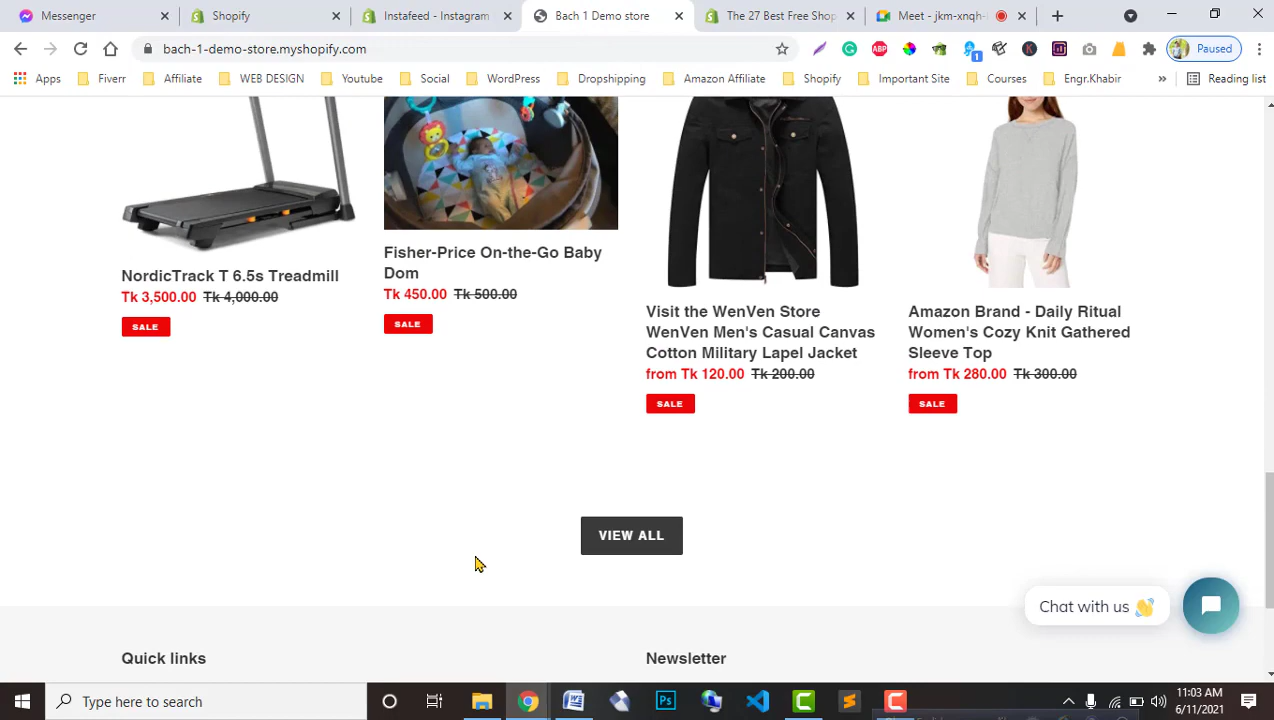 Messenger
Shopify
Instafeed - Instagram
Bach 1 Demo store
The 27 Best Free Shop
Meet - jkm-xnqh-
bach-1-demo-store.myshopify.com
ABP
1
K
Paused
Apps
Fiverr
Affiliate
WEB DESIGN
Youtube
Social
WordPress
Dropshipping
Amazon Affiliate
Shopify
Important Site
Courses
Engr.Khabir
»
Reading list
NordicTrack T 6.5s Treadmill
Tk 3,500.00 Tk 4,000.00
SALE
Fisher-Price On-the-Go Baby
Dom
Tk 450.00 Tk 500.00
SALE
Visit the WenVen Store
WenVen Men's Casual Canvas
Cotton Military Lapel Jacket
from Tk 120.00 Tk 200.00
SALE
Amazon Brand - Daily Ritual
Women's Cozy Knit Gathered
Sleeve Top
from Tk 280.00 Tk 300.00
SALE
VIEW ALL
Chat with us 👋
Quick links
Newsletter
Type here to search
Ps
11:03 AM
6/11/2021